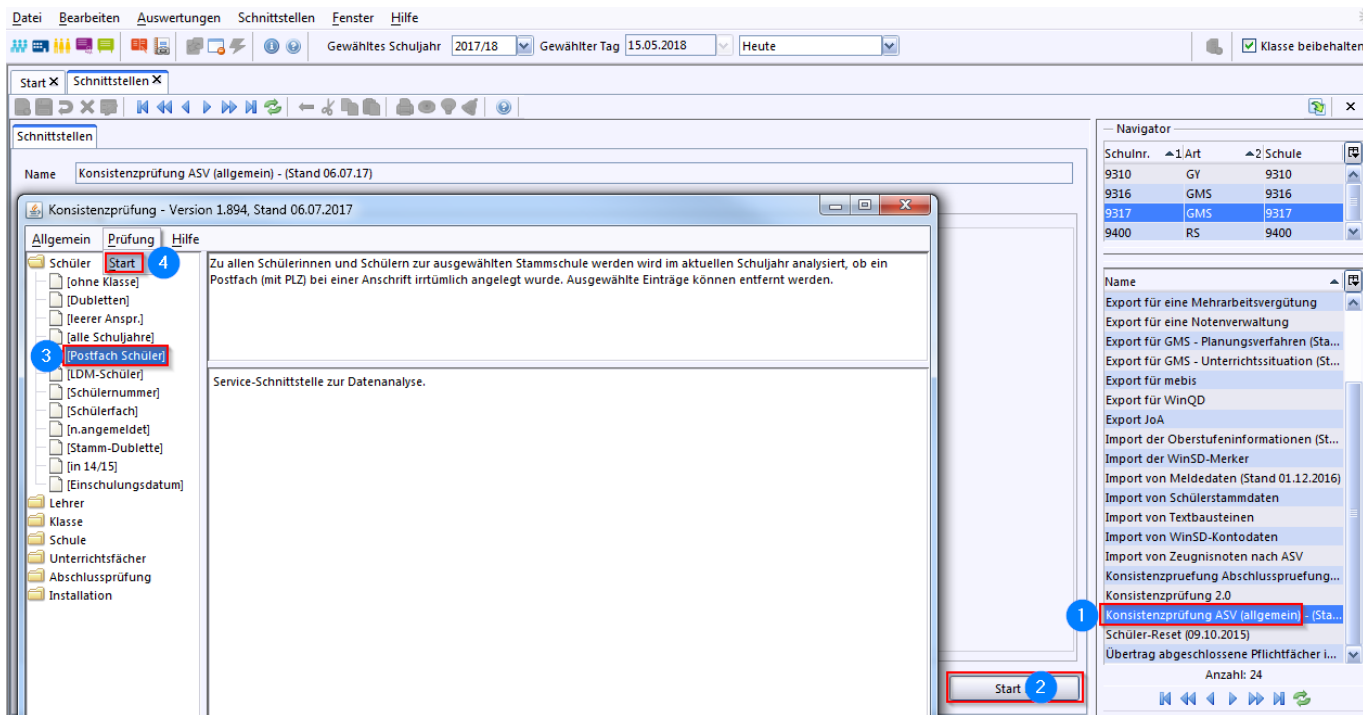 Datei Bearbeiten Auswertungen Schnittstellen Fenster Hilfe
Gewähltes Schuljahr 2017/18 Gewählter Tag 15.05.2018 Heute Klasse beibehalten
Start X Schnittstellen X
Schnittstellen
Name Konsistenzprüfung ASV (allgemein) - (Stand 06.07.17)
Konsistenzprüfung - Version 1.894, Stand 06.07.2017
Allgemein Prüfung Hilfe
Schüler Start 4
[ohne Klasse]
[Dubletten]
[leerer Anspr.]
[alle Schuljahre]
3 [Postfach Schüler]
[LDM-Schüler]
[Schülernummer]
[Schülerfach]
[n.angemeldet]
[Stamm-Dublette]
[in 14/15]
[Einschulungsdatum]
Lehrer
Klasse
Schule
Unterrichtsfächer
Abschlussprüfung
Installation
Zu allen Schülerinnen und Schülern zur ausgewählten Stammschule werden wird im aktuellen Schuljahr analysiert, ob ein
Postfach (mit PLZ) bei einer Anschrift irrtümlich angelegt wurde. Ausgewählte Einträge können entfernt werden.
Service-Schnittstelle zur Datenanalyse.
Start 2
Navigator
Schulnr. 1 Art 2 Schule
9310 GY 9310
9316 GMS 9316
9317 GMS 9317
9400 RS 9400
Name
Export für eine Mehrarbeitsvergütung
Export für eine Notenverwaltung
Export für GMS - Planungsverfahren (Sta...
Export für GMS - Unterrichtssituation (St...
Export für mebis
Export für WinQD
Export JoA
Import der Oberstufeninformationen (St...
Import der WinSD-Merker
Import von Meldedaten (Stand 01.12.2016)
Import von Schülerstammdaten
Import von Textbausteinen
Import von WinSD-Kontodaten
Import von Zeugnisnoten nach ASV
Konsistenzpruefung Abschlusspruefung...
Konsistenzprüfung 2.0
1 Konsistenzprüfung ASV (allgemein) - (Sta...
Schüler-Reset (09.10.2015)
Übertrag abgeschlossene Pflichtfächer i...
Anzahl: 24